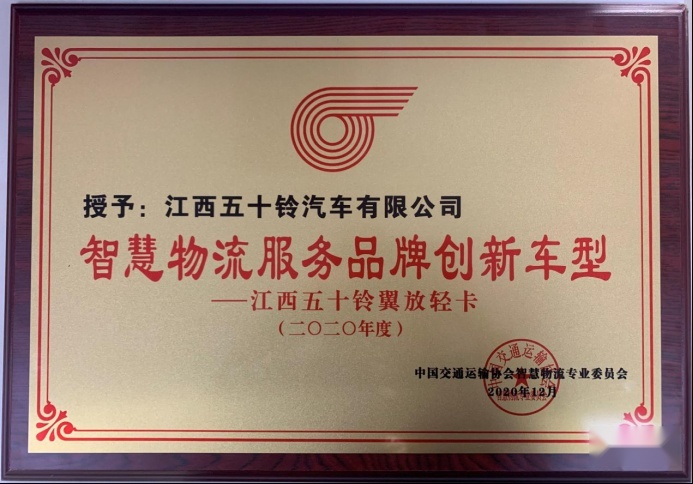 授予：江西五十铃汽车有限公司
智慧物流服务品牌创新车型
——江西五十铃翼放轻卡
（二〇二〇年度）
中国交通运输协会智慧物流专业委员会
2020年12月